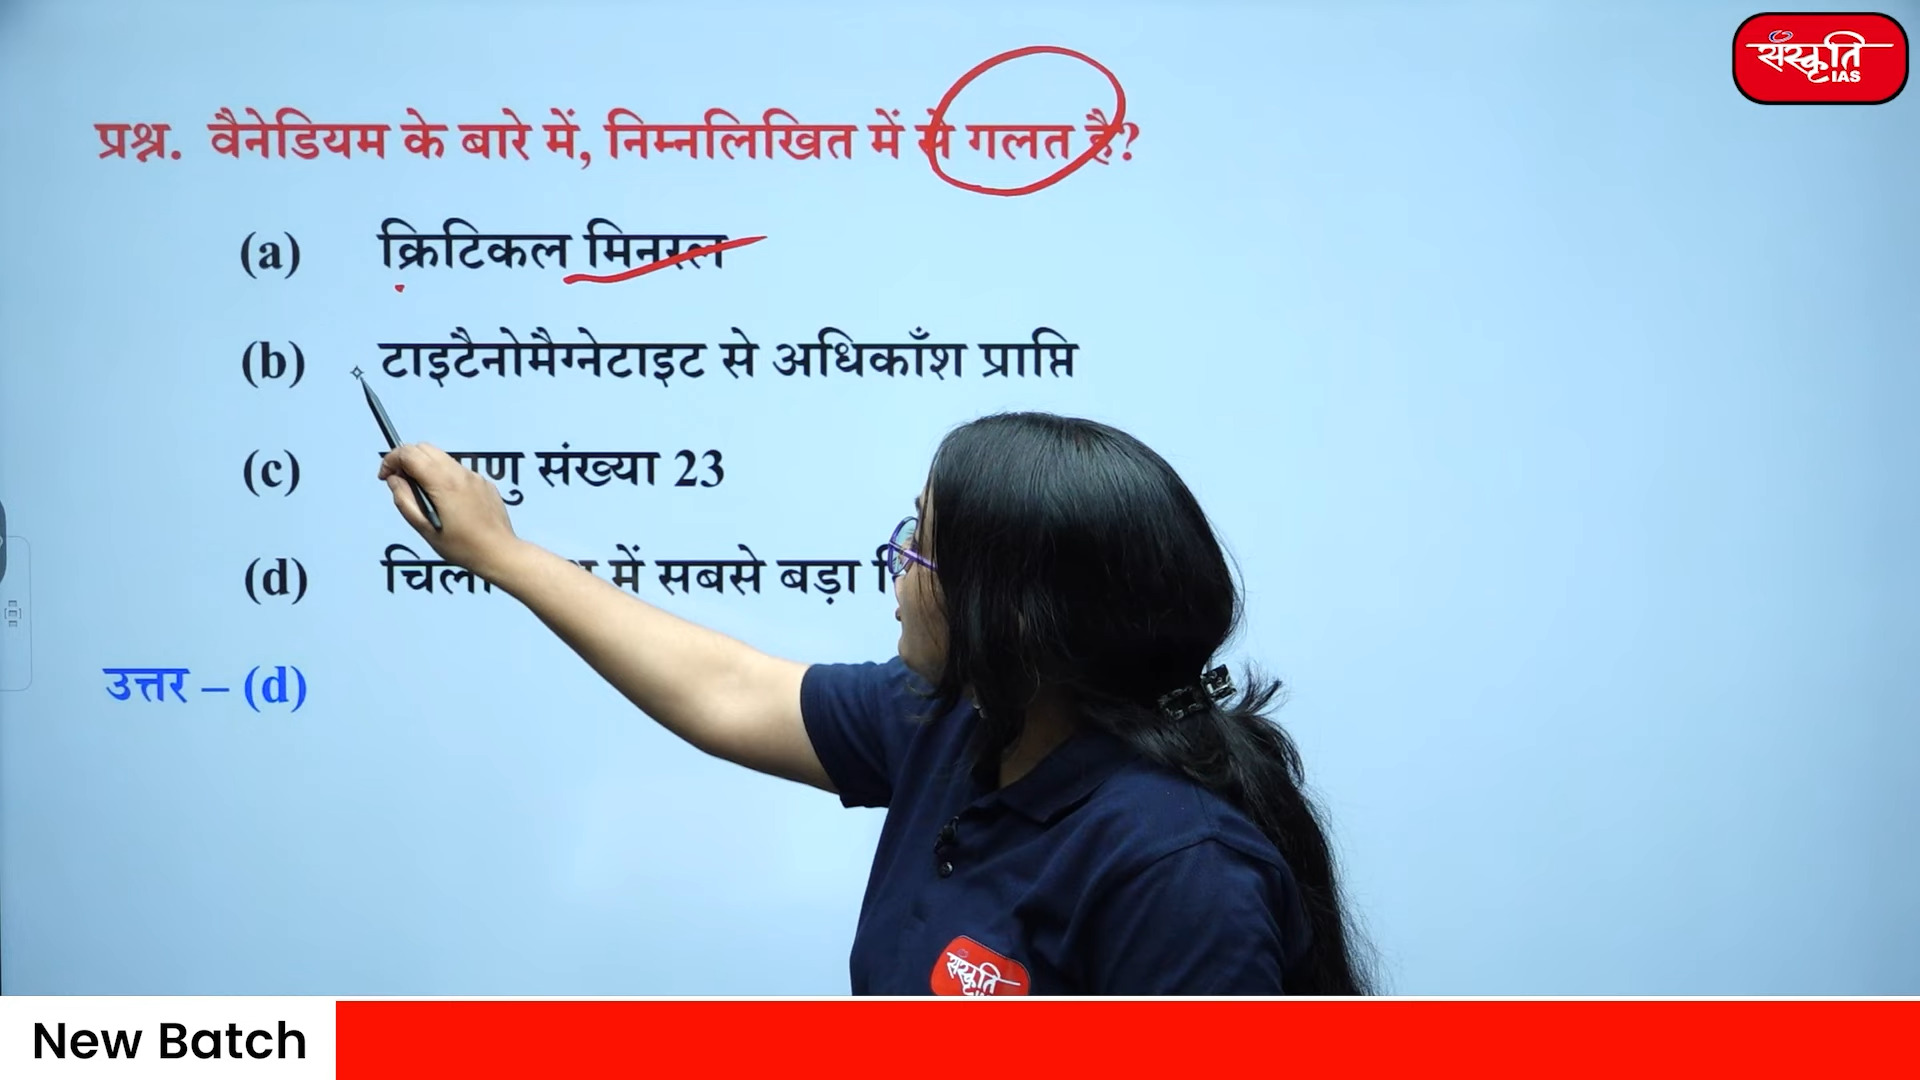 संस्कृति
IAS
प्रश्न. वैनेडियम के बारे में, निम्नलिखित में से गलत है?
(a) क्रिटिकल मिनरल
(b) टाइटैनोमैग्नेटाइट से अधिकाँश प्राप्ति
(c) संख्या 23
(d) में सबसे बड़ा
उत्तर – (d)
संस्कृति
New Batch